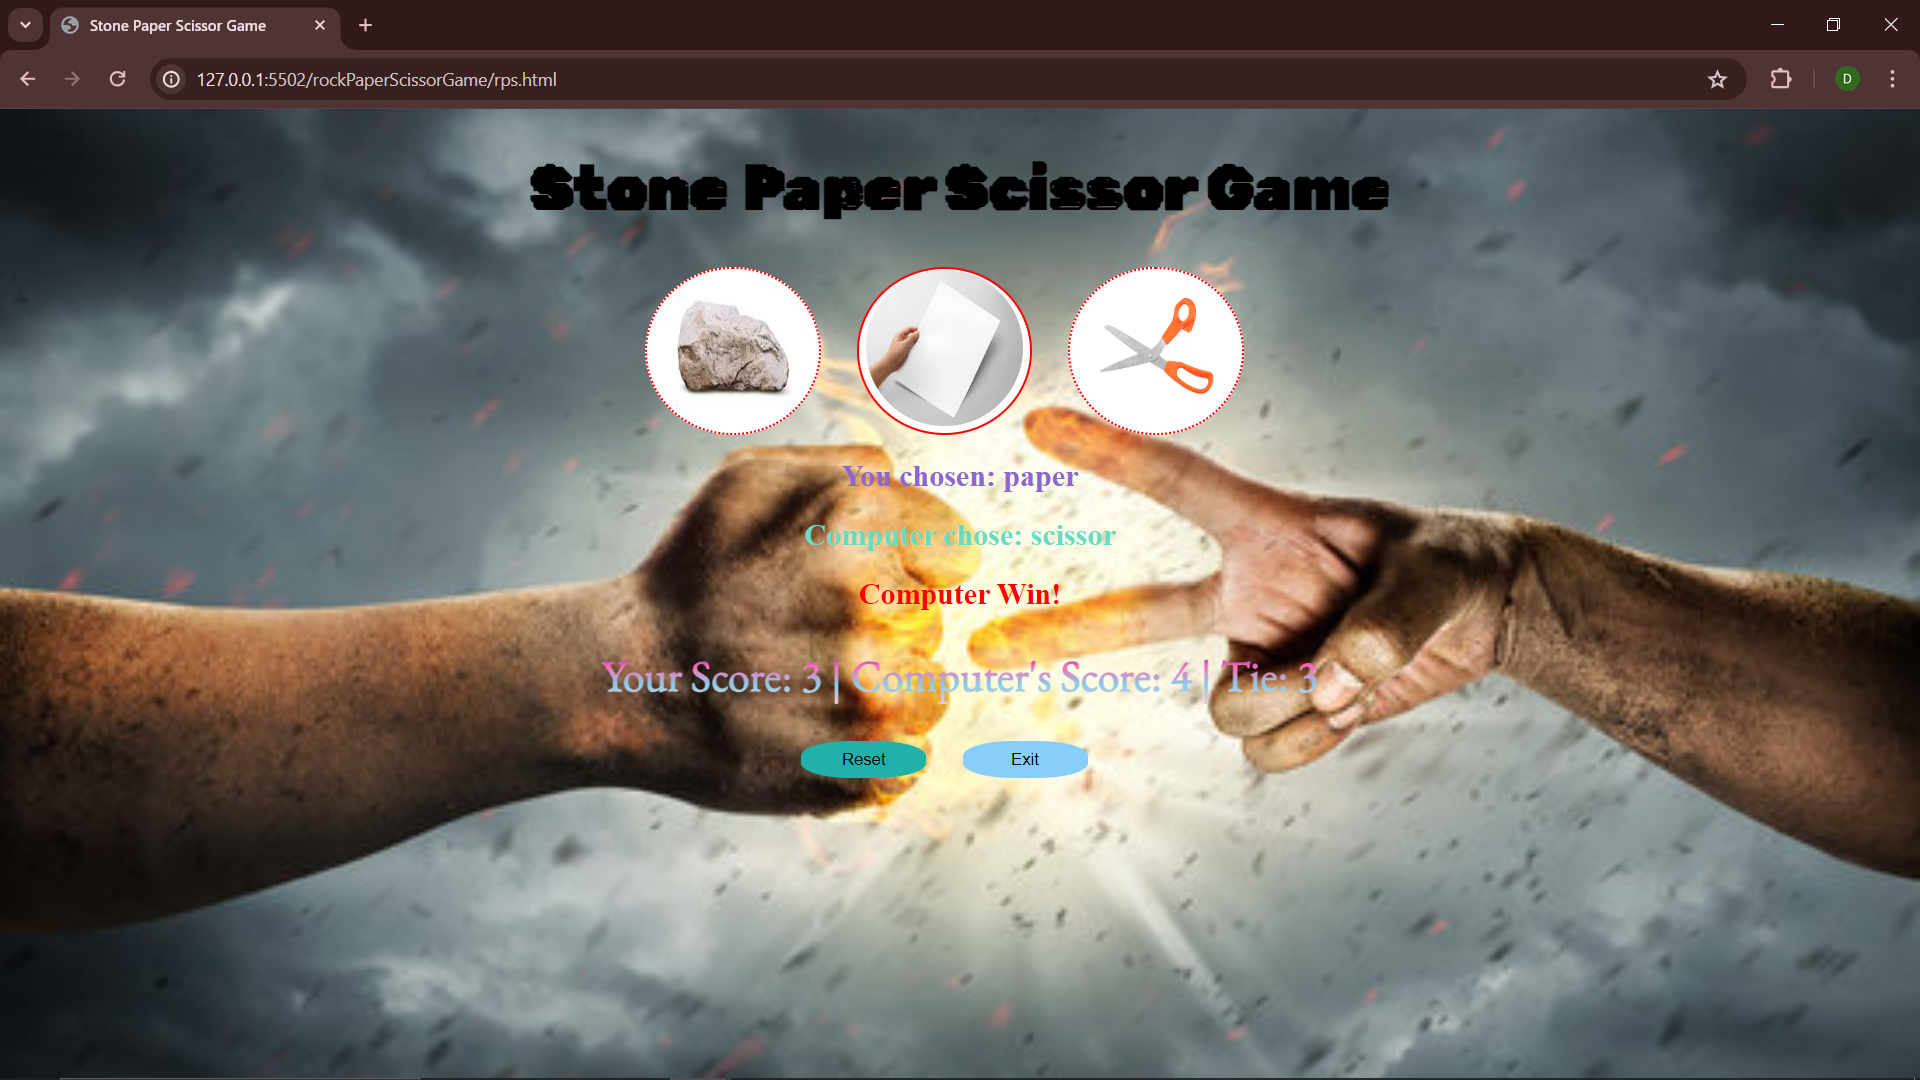 Stone Paper Scissor Game
127.0.0.1:5502/rockPaperScissorGame/rps.html
D
Stone Paper Scissor Game
You chosen: paper
Computer chose: scissor
Computer Win!
Your Score: 3 | Computer's Score: 4 | Tie: 3
Reset Exit